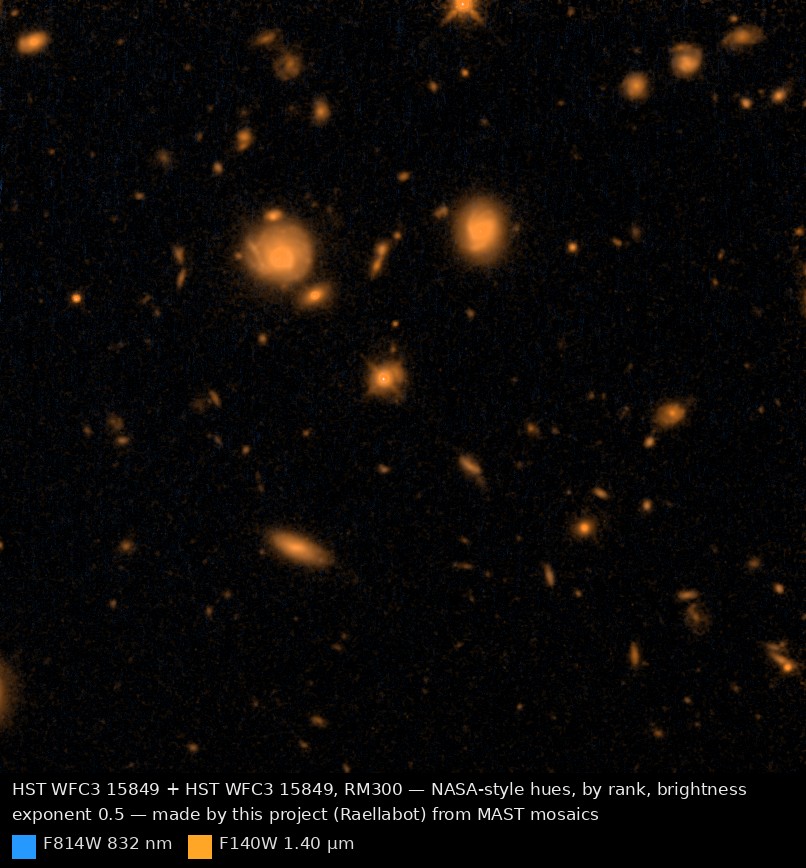 HST WFC3 15849 + HST WFC3 15849, RM300 — NASA-style hues, by rank, brightness
exponent 0.5 — made by this project (Raellabot) from MAST mosaics
F814W 832 nm F140W 1.40 μm